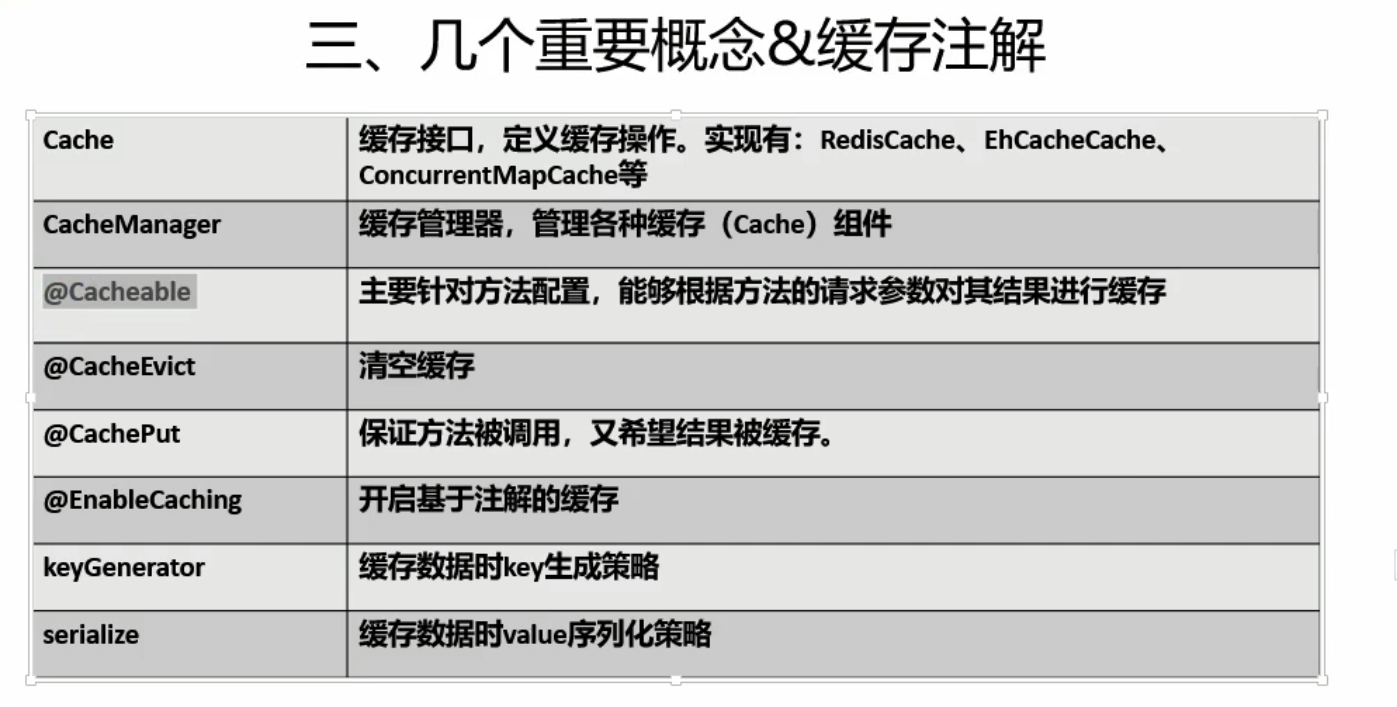 三、几个重要概念&缓存注解
Cache
缓存接口，定义缓存操作。实现有：RedisCache、EhCacheCache、
ConcurrentMapCache等
CacheManager
缓存管理器，管理各种缓存（Cache）组件
@Cacheable
主要针对方法配置，能够根据方法的请求参数对其结果进行缓存
@CacheEvict
清空缓存
@CachePut
保证方法被调用，又希望结果被缓存。
@EnableCaching
开启基于注解的缓存
keyGenerator
缓存数据时key生成策略
serialize
缓存数据时value序列化策略